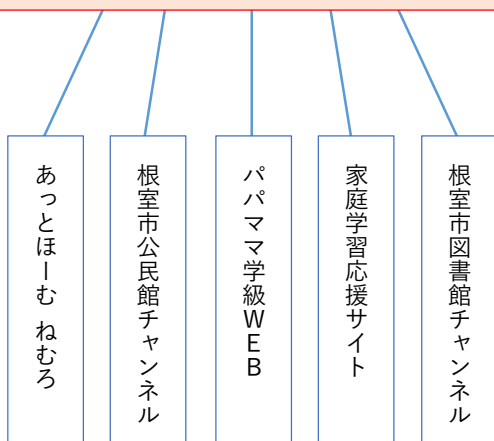 あっとほーむ ねむろ
根室市公民館チャンネル
パパママ学級WEB
家庭学習応援サイト
根室市図書館チャンネル